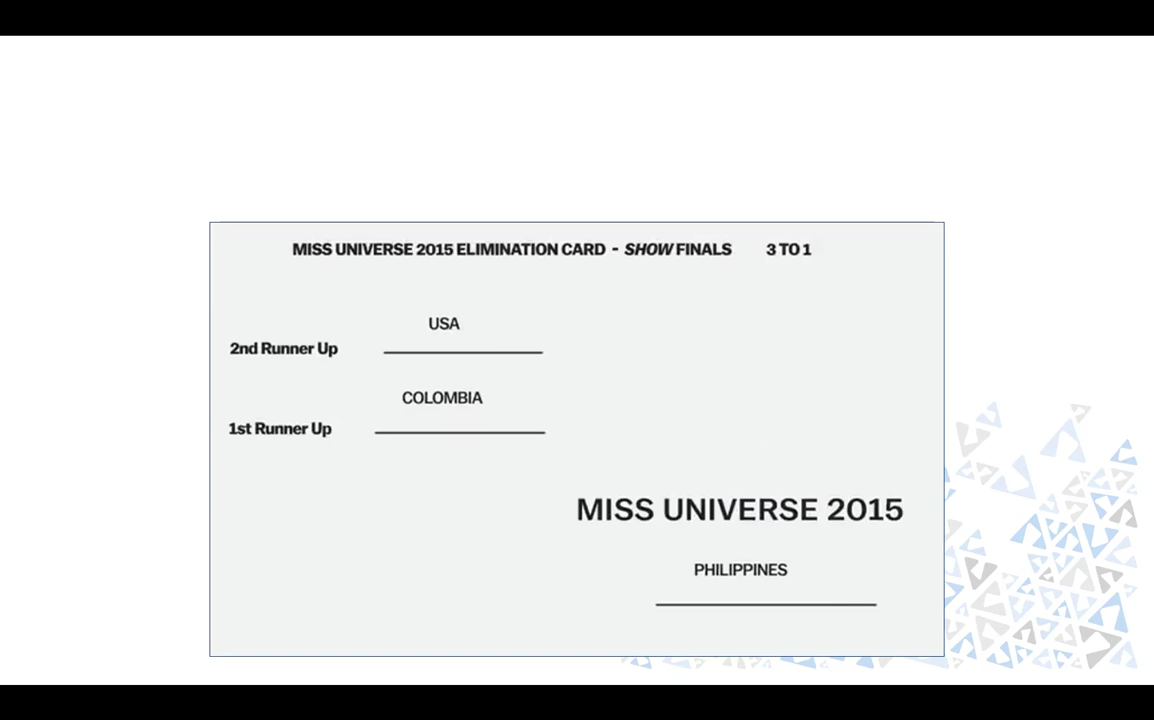 MISS UNIVERSE 2015 ELIMINATION CARD - SHOW FINALS 3 TO 1
USA
2nd Runner Up
COLOMBIA
1st Runner Up
MISS UNIVERSE 2015
PHILIPPINES